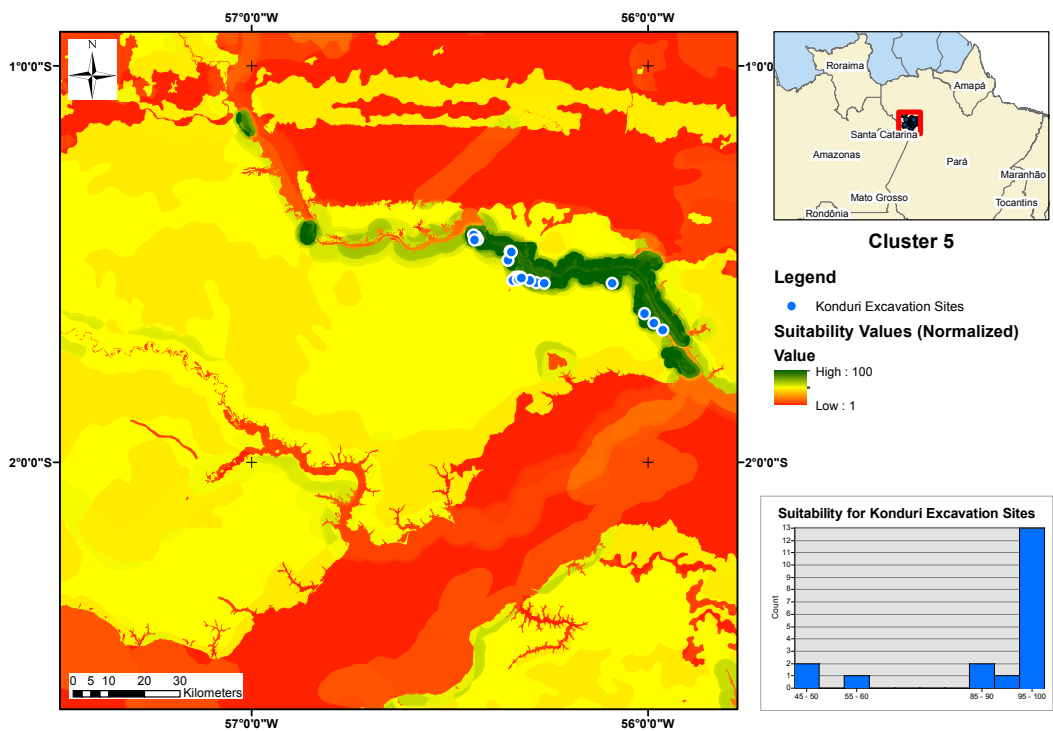 57°0'0"W
56°0'0"W
1°0'0"S
1°0'0"S
N
2°0'0"S
2°0'0"S
0 5 10 20 30
Kilometers
57°0'0"W
56°0'0"W
Roraima
Amapá
Santa Catarina
Amazonas
Pará
Maranhão
Mato Grosso
Tocantins
Rondônia
Cluster 5
Legend
Konduri Excavation Sites
Suitability Values (Normalized)
Value
High : 100
Low : 1
Suitability for Konduri Excavation Sites
13
12
11
10
9
8
7
6
5
4
3
2
1
0
Count
45 - 50
55 - 60
85 - 90
95 - 100